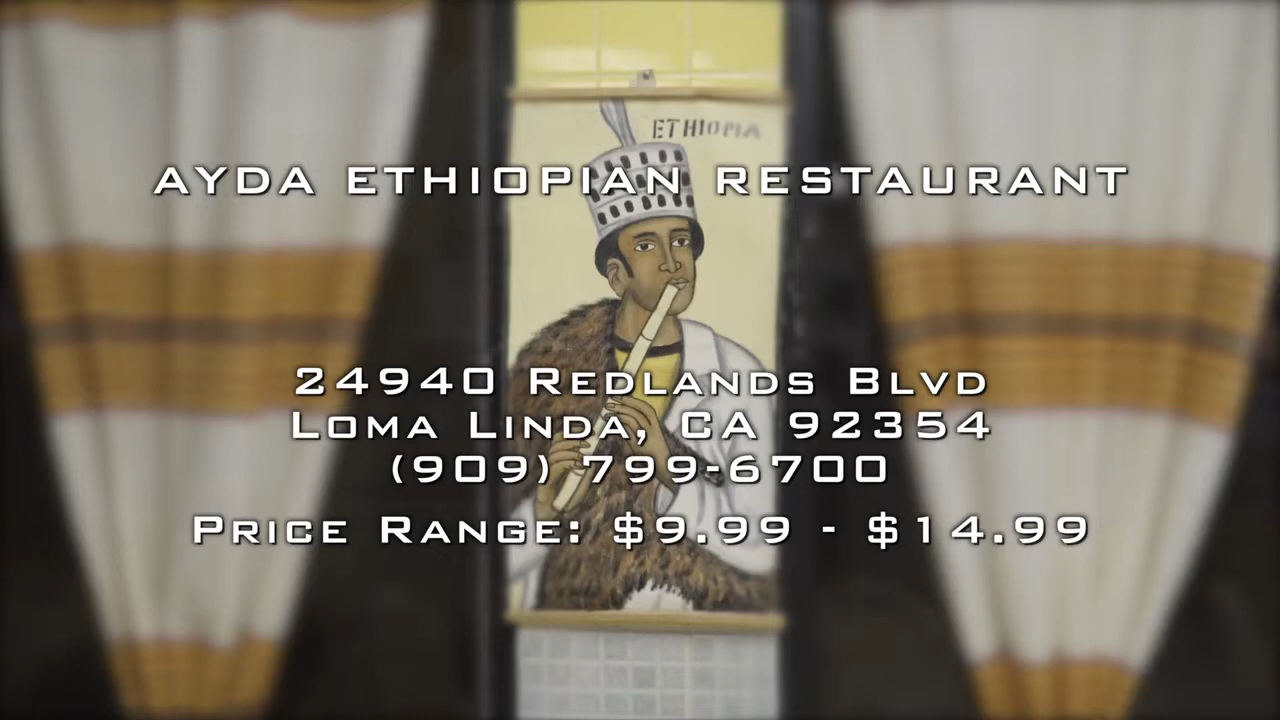 ETHIOPIA
AYDA ETHIOPIAN RESTAURANT
24940 Redlands Blvd
Loma Linda, CA 92354
(909) 799-6700
Price Range: $9.99 - $14.99